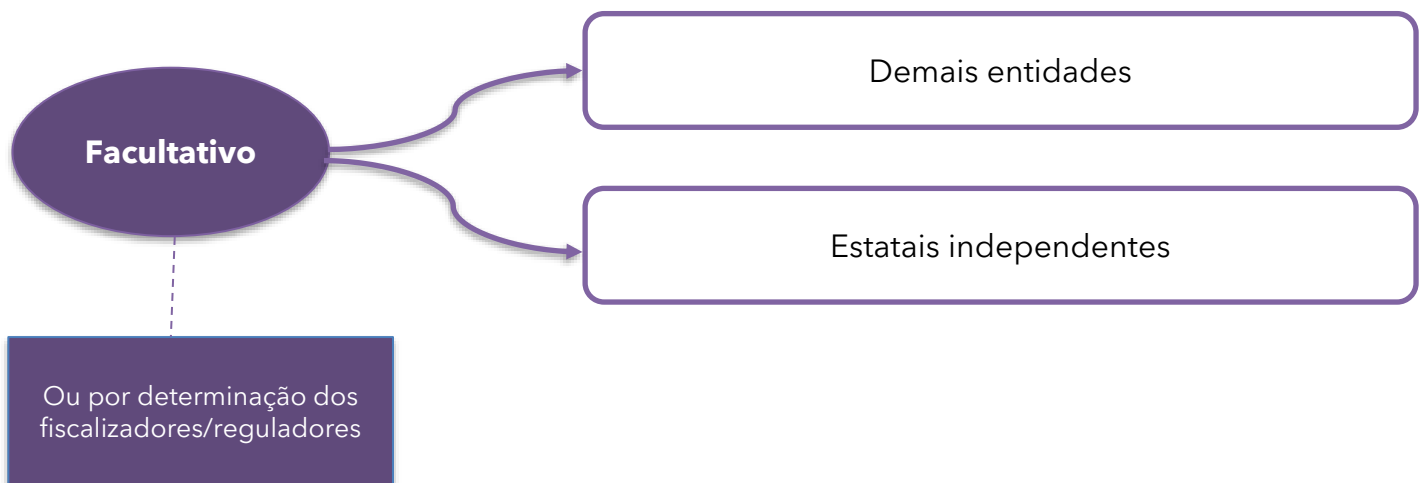 Demais entidades
Facultativo
Estatais independentes
Ou por determinação dos
fiscalizadores/reguladores